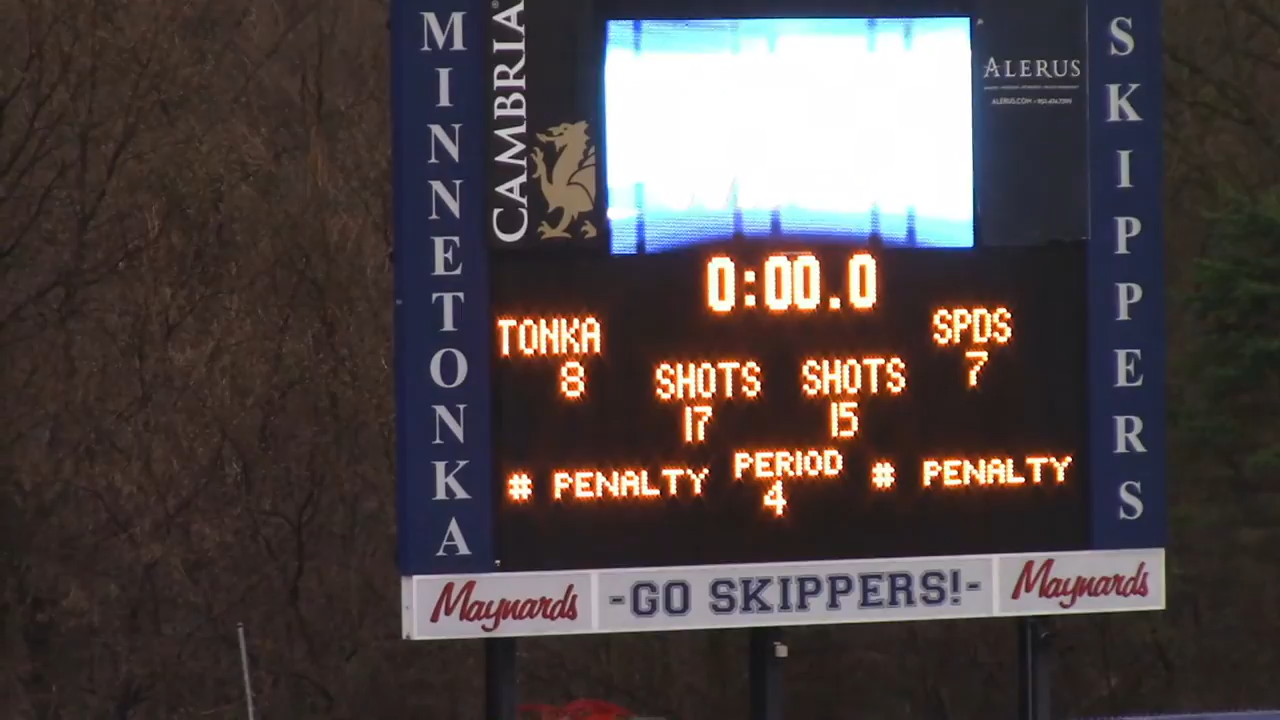 MINNETONKA
CAMBRIA
ALERUS
SKIPPERS
0:00.0
TONKA
8
SPDS
7
SHOTS
17
SHOTS
15
# PENALTY
PERIOD
4
# PENALTY
Maynards
-GO SKIPPERS!-
Maynards